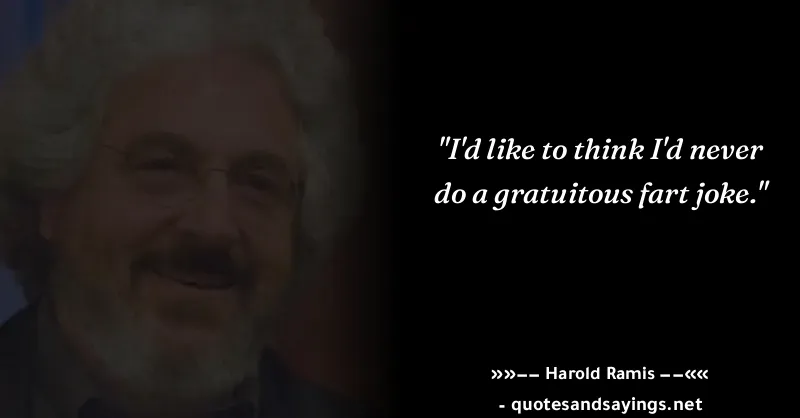 "I'd like to think I'd never
do a gratuitous fart joke."
»»−− Harold Ramis −−««
- quotesandsayings.net